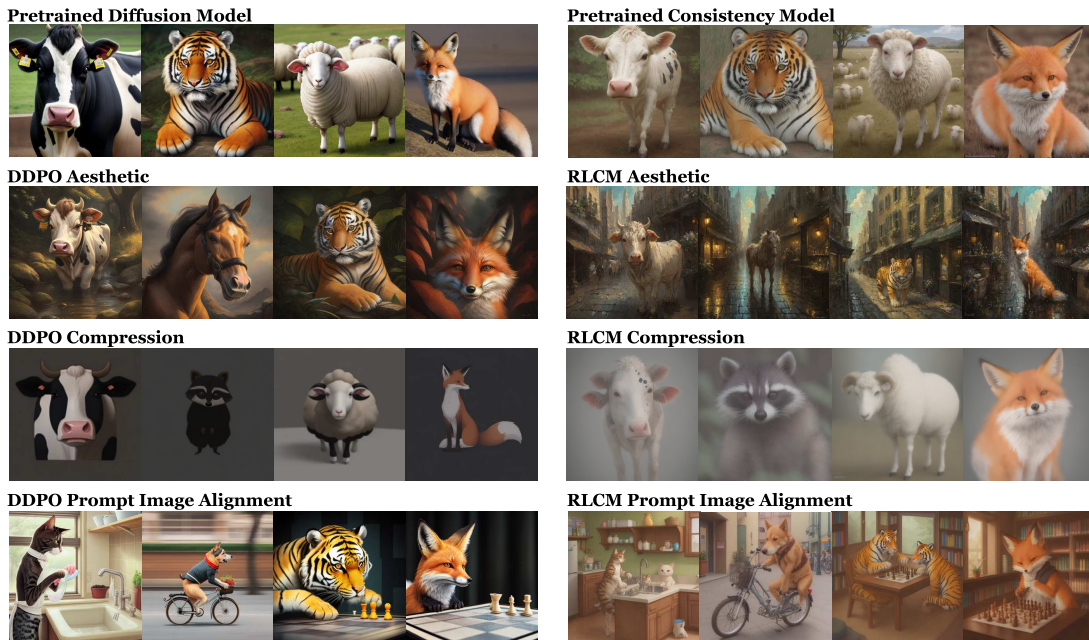 Pretrained Diffusion Model
Pretrained Consistency Model
DDPO Aesthetic
RLCM Aesthetic
DDPO Compression
RLCM Compression
DDPO Prompt Image Alignment
RLCM Prompt Image Alignment